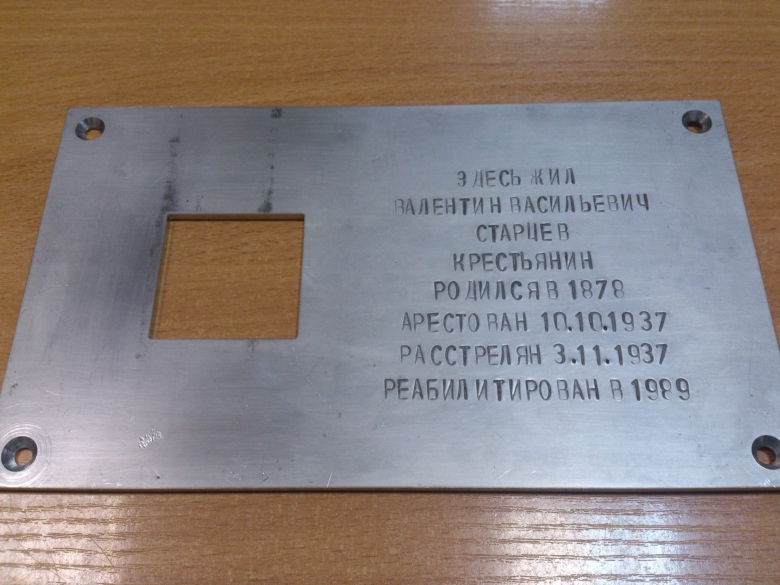 ЗДЕСЬ ЖИЛ
ВАЛЕНТИН ВАСИЛЬЕВИЧ
СТАРЦЕВ
КРЕСТЬЯНИН
РОДИЛСЯ В 1878
АРЕСТОВАН 10.10.1937
РАССТРЕЛЯН 3.11.1937
РЕАБИЛИТИРОВАН В 1989